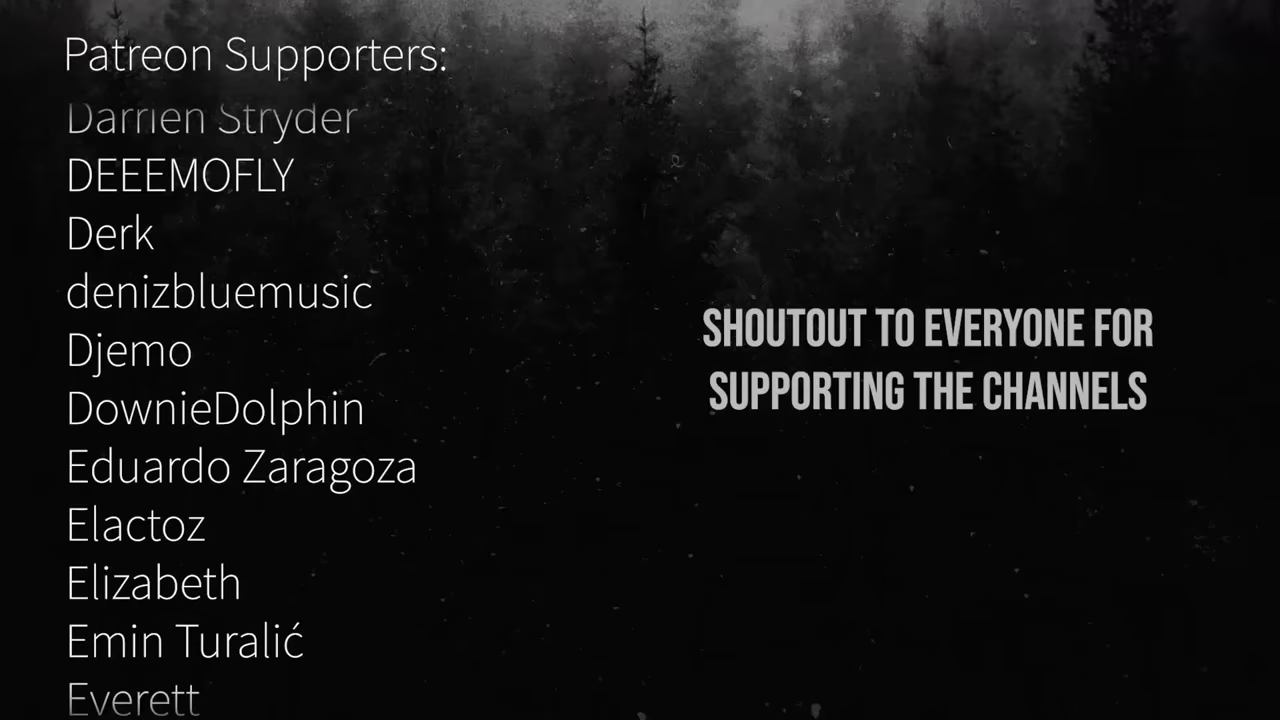 Patreon Supporters:
Darrien Stryder
DEEEMOFLY
Derk
denizbluemusic
Djemo
DownieDolphin
Eduardo Zaragoza
Elactoz
Elizabeth
Emin Turalić
Everett
SHOUTOUT TO EVERYONE FOR
SUPPORTING THE CHANNELS